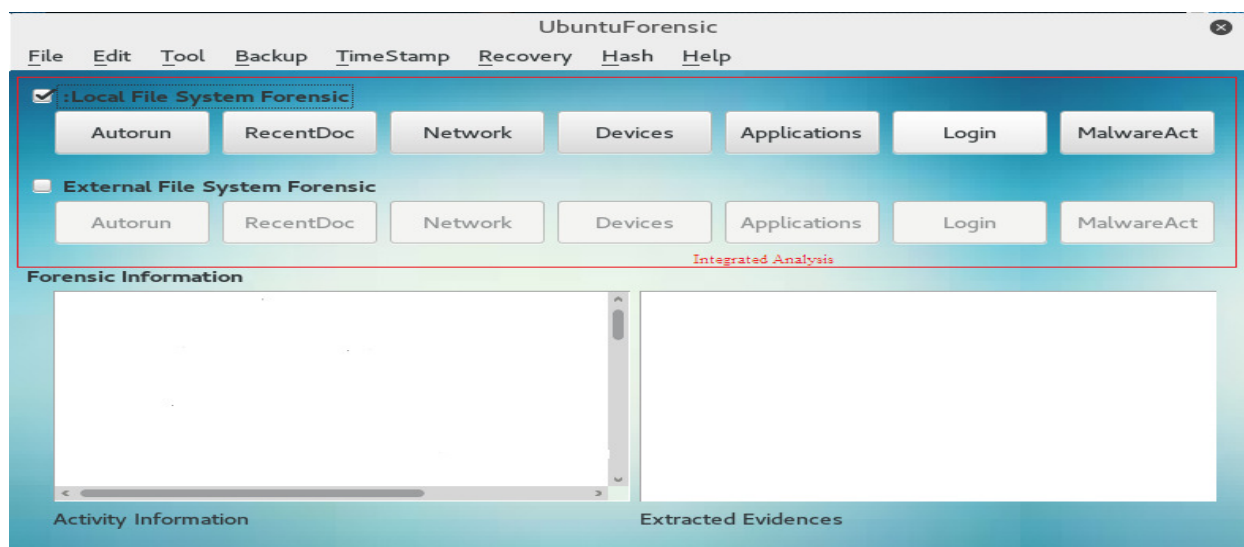 UbuntuForensic
File Edit Tool Backup TimeStamp Recovery Hash Help
:Local File System Forensic
Autorun RecentDoc Network Devices Applications Login MalwareAct
External File System Forensic
Autorun RecentDoc Network Devices Applications Login MalwareAct
Integrated Analysis
Forensic Information
Activity Information Extracted Evidences